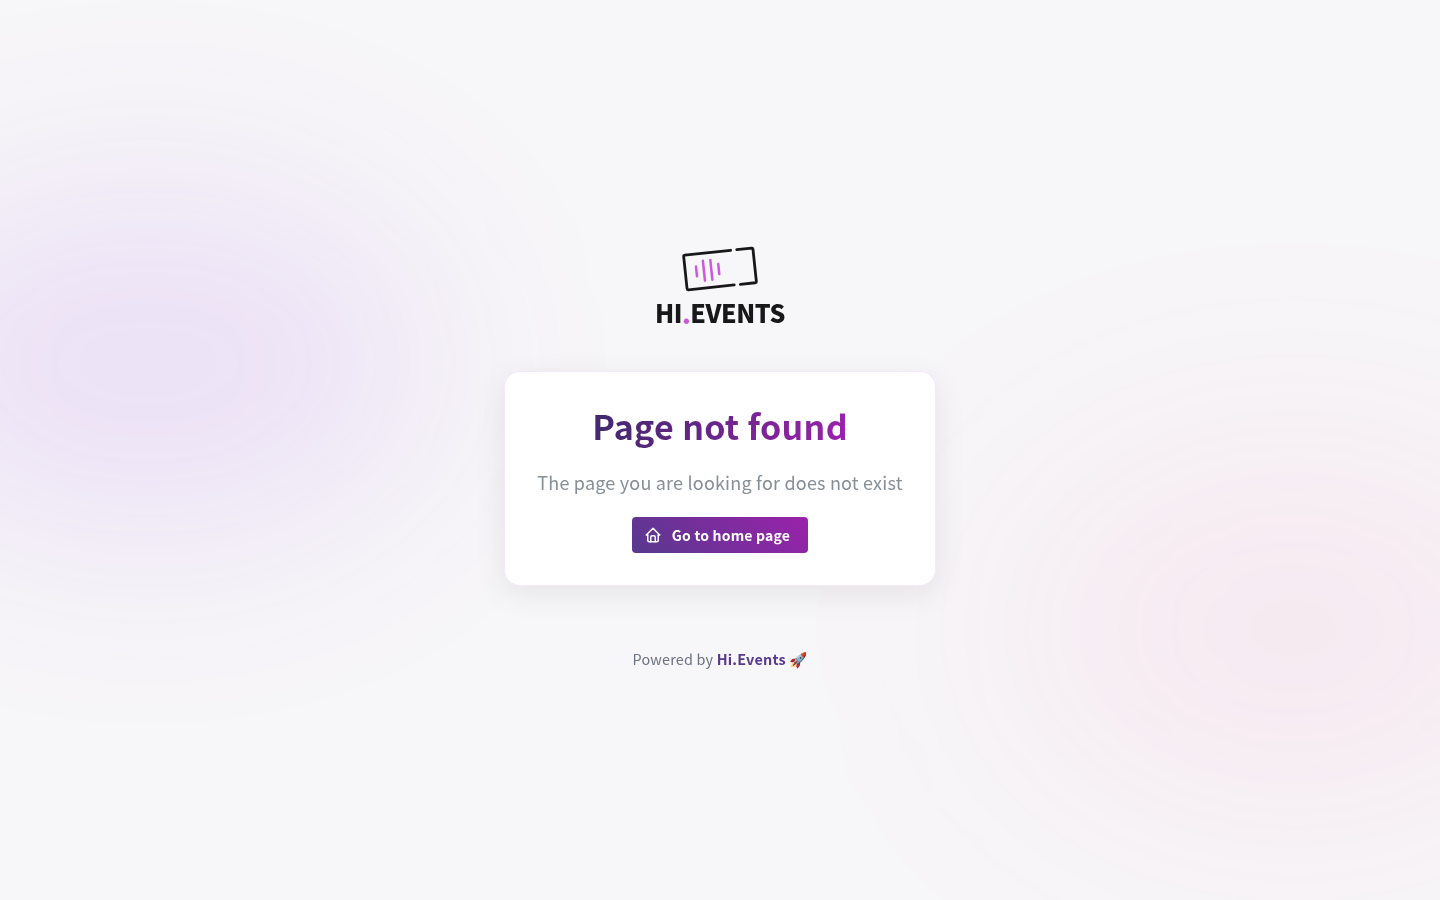 HI.EVENTS
Page not found
The page you are looking for does not exist
Go to home page
Powered by Hi.Events 🚀